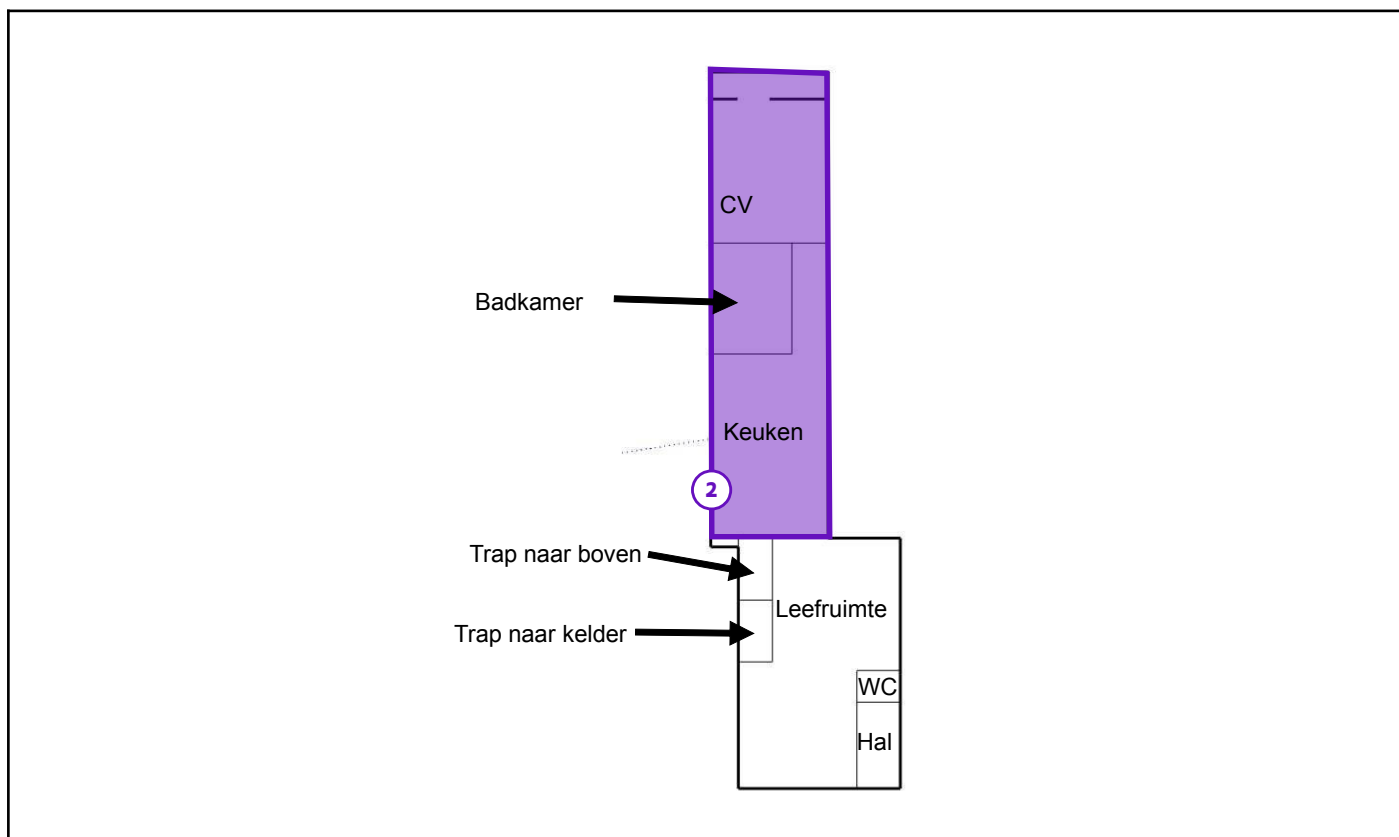 CV
Badkamer
Keuken
2
Trap naar boven
Leefruimte
Trap naar kelder
WC
Hal